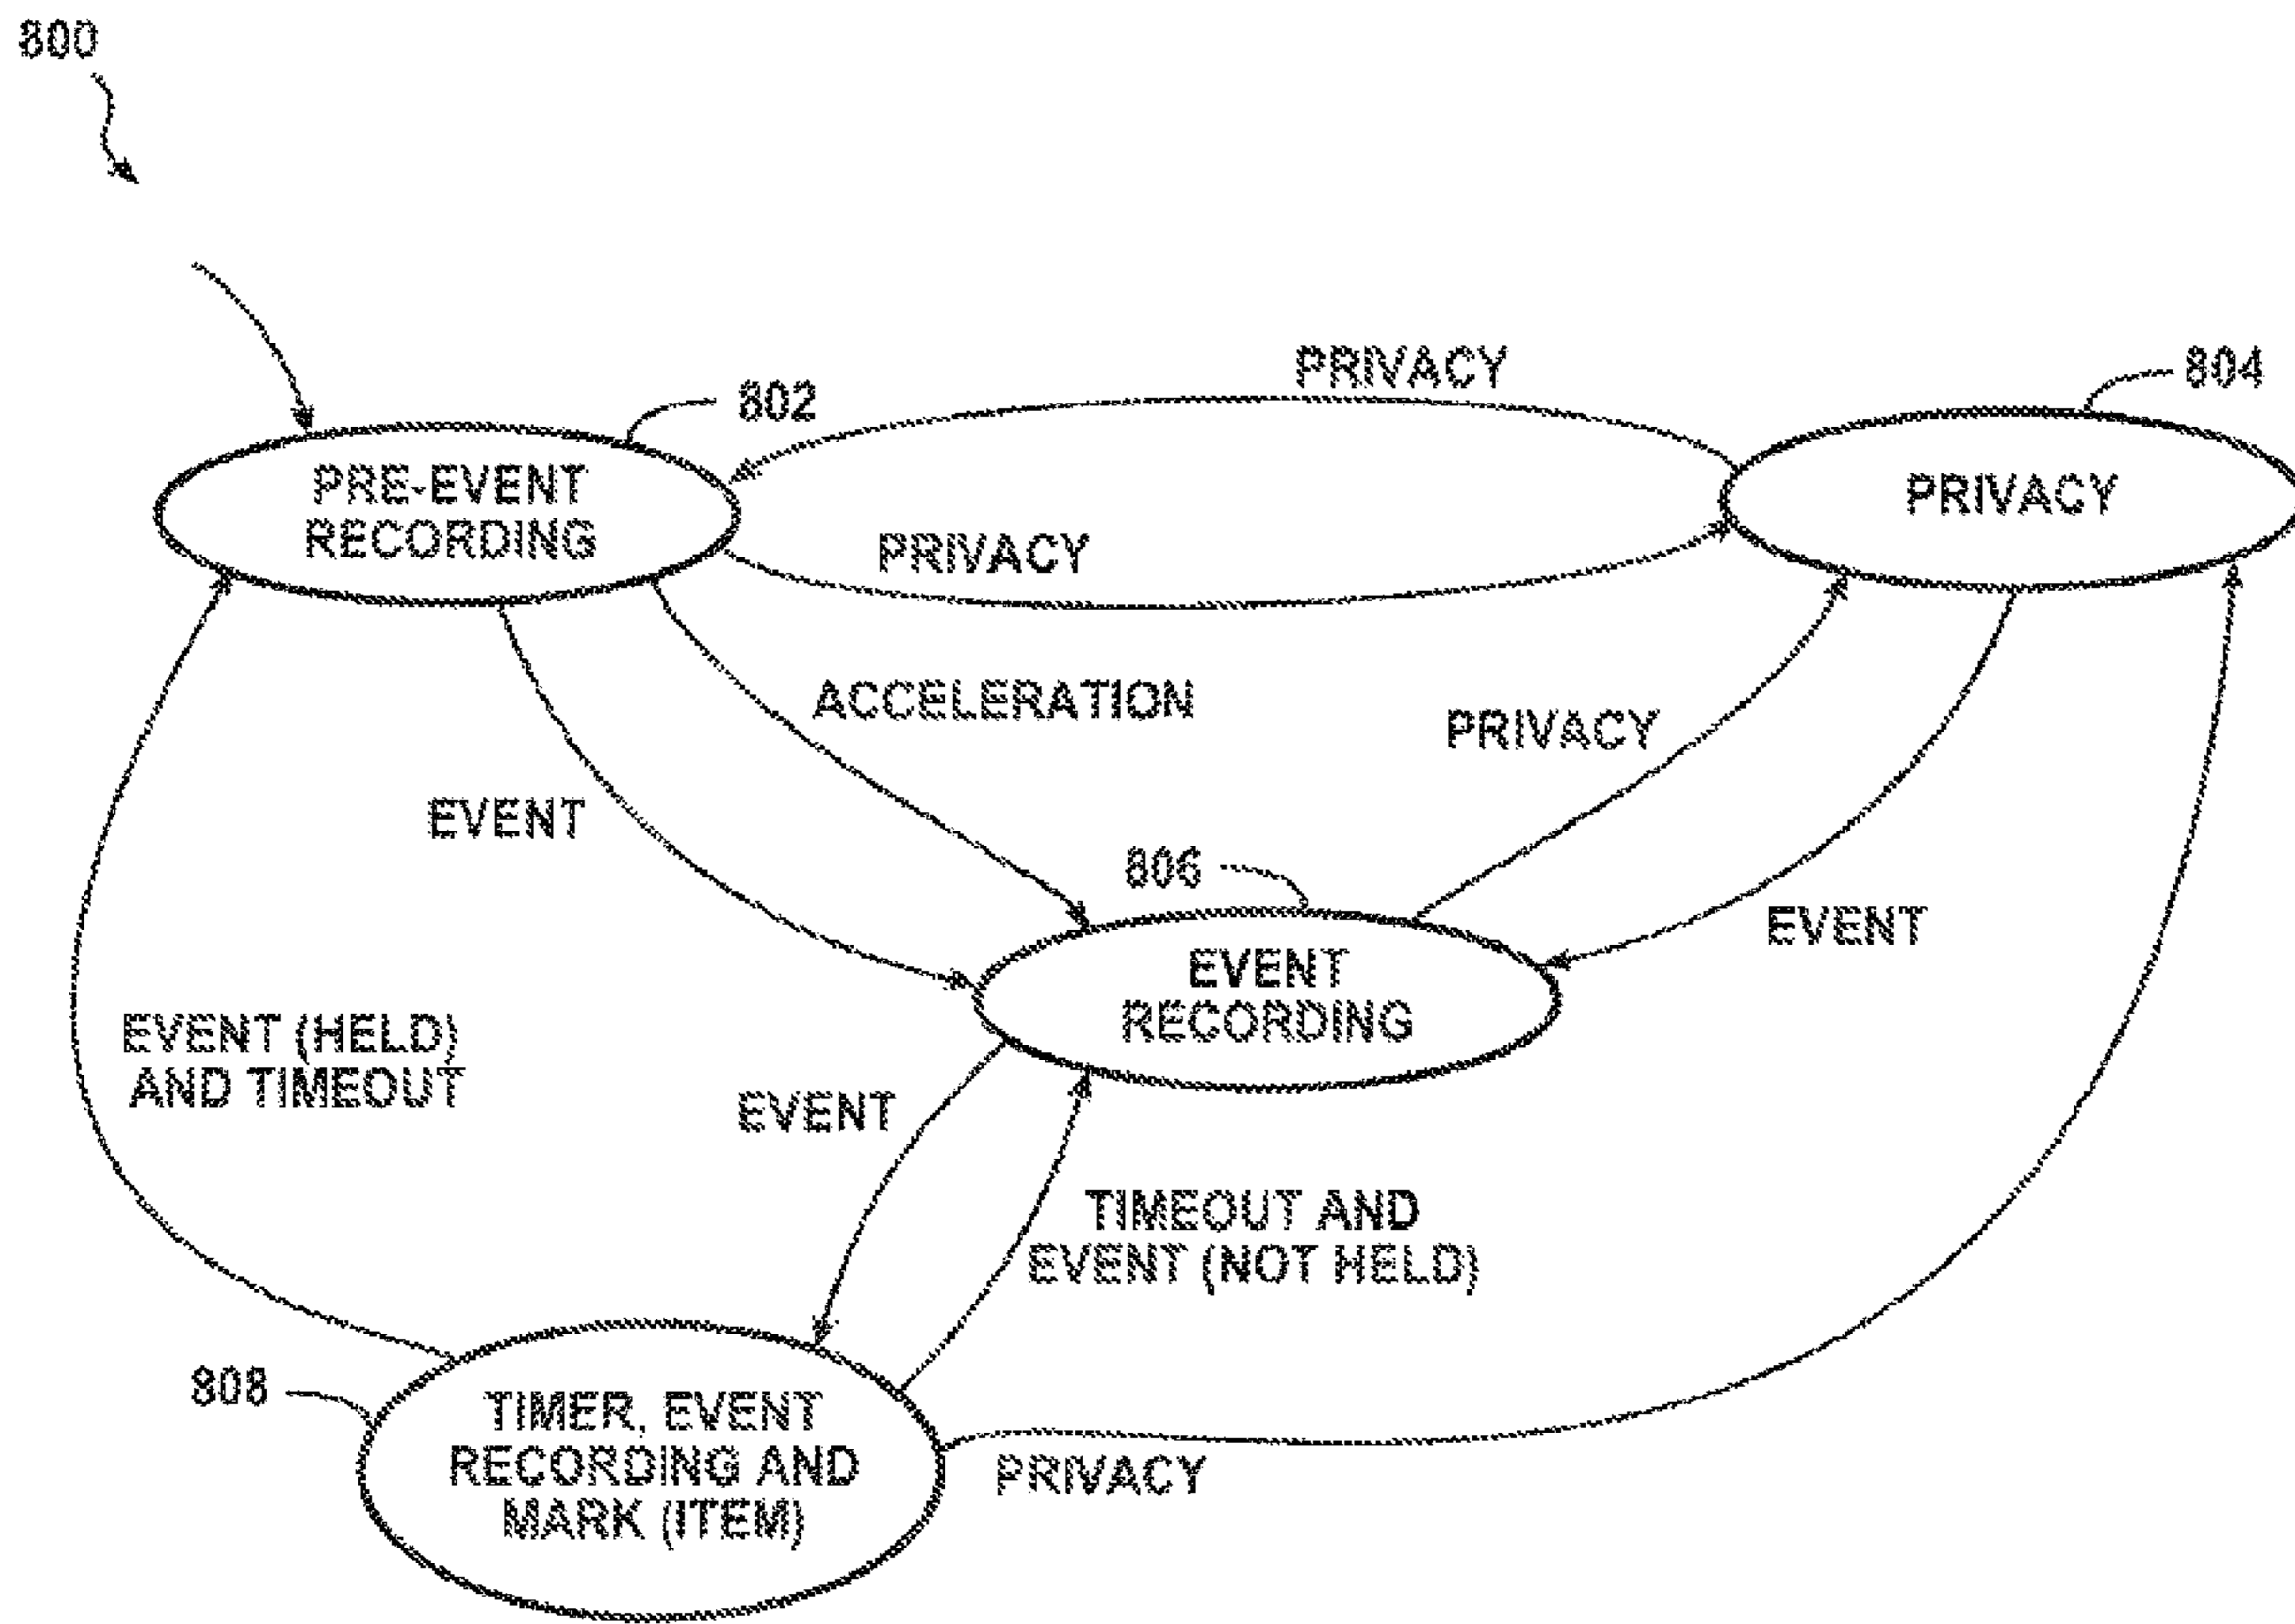 800
PRIVACY
804
802
PRE-EVENT
RECORDING
PRIVACY
PRIVACY
ACCELERATION
PRIVACY
EVENT
806
EVENT
EVENT
RECORDING
EVENT (HELD)
AND TIMEOUT
EVENT
TIMEOUT AND
EVENT (NOT HELD)
808
TIMER, EVENT
RECORDING AND
MARK (ITEM)
PRIVACY